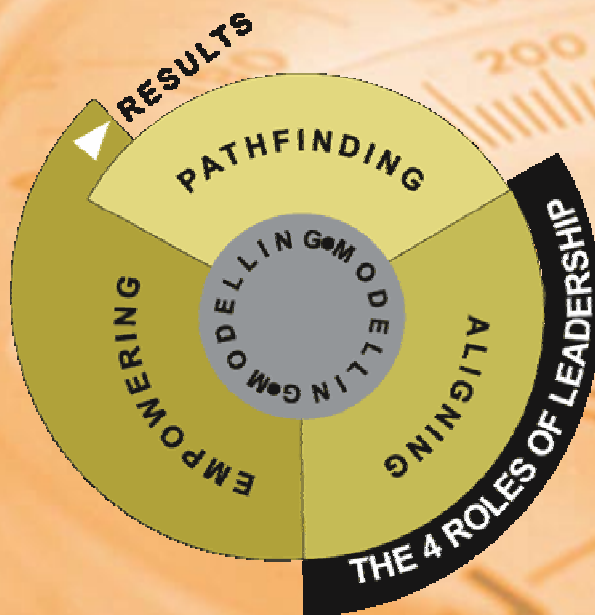 RESULTS
PATHFINDING
ALIGNING
EMPOWERING
MODELLING•MODELLING•
THE 4 ROLES OF LEADERSHIP
200